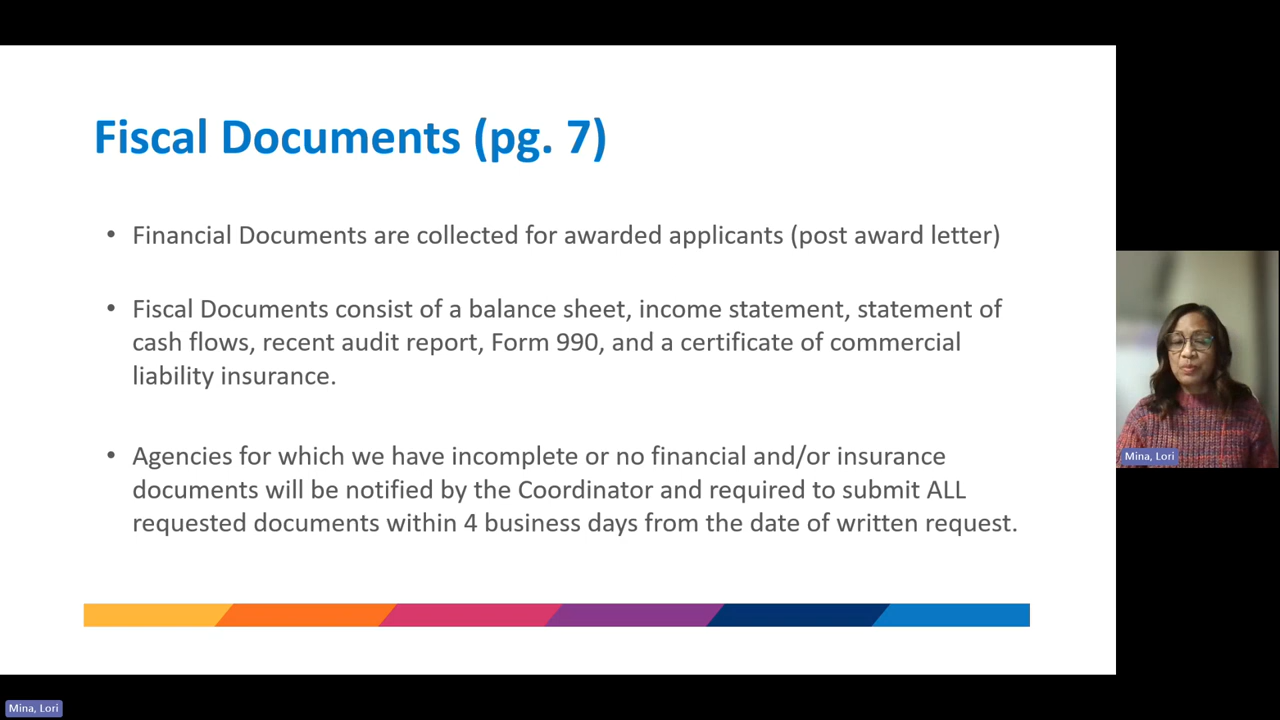 Fiscal Documents (pg. 7)
• Financial Documents are collected for awarded applicants (post award letter)
• Fiscal Documents consist of a balance sheet, income statement, statement of
cash flows, recent audit report, Form 990, and a certificate of commercial
liability insurance.
• Agencies for which we have incomplete or no financial and/or insurance
documents will be notified by the Coordinator and required to submit ALL
requested documents within 4 business days from the date of written request.
Mina, Lori
Mina, Lori